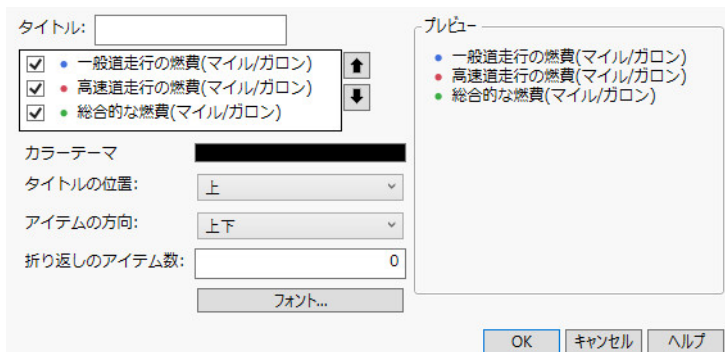 タイトル:
一般道走行の燃費(マイル/ガロン)
高速道走行の燃費(マイル/ガロン)
総合的な燃費(マイル/ガロン)
カラーテーマ
タイトルの位置:
上
アイテムの方向:
上下
折り返しのアイテム数:
0
フォント...
プレビュー
一般道走行の燃費(マイル/ガロン)
高速道走行の燃費(マイル/ガロン)
総合的な燃費(マイル/ガロン)
OK
キャンセル
ヘルプ